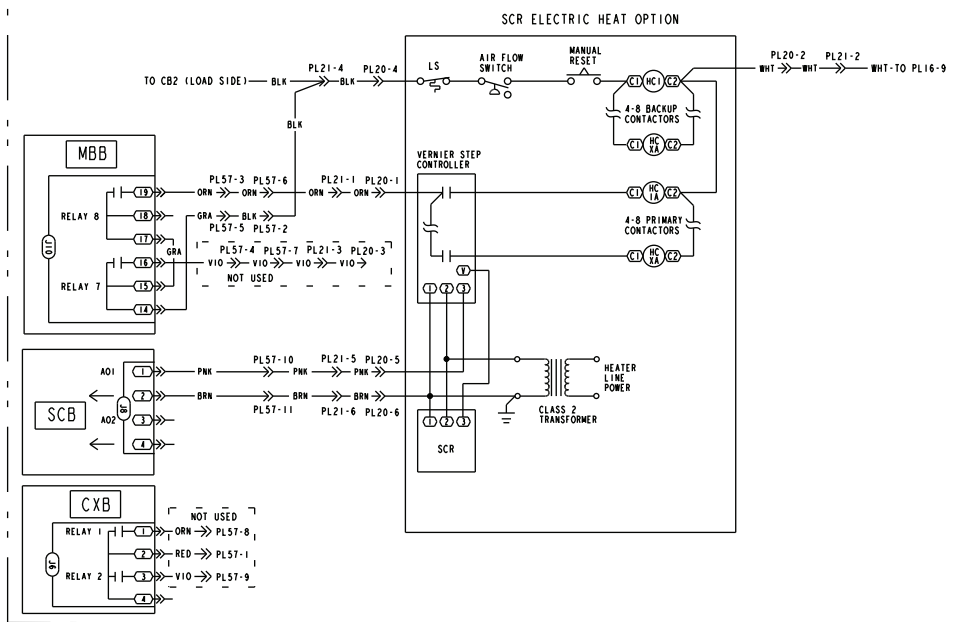 SCR ELECTRIC HEAT OPTION
TO CB2 (LOAD SIDE) BLK PL21-4 BLK PL20-4
LS
AIR FLOW
SWITCH
MANUAL
RESET
C1 HC1 C2
PL20-2 PL21-2
WHT WHT WHT-TO PL16-9
4-8 BACKUP
CONTACTORS
C1 HC
XA C2
BLK
MBB
J10
RELAY 8
19
18
17
16
15
14
RELAY 7
PL57-3 PL57-6 PL21-1 PL20-1
ORN ORN ORN ORN
GRA BLK
PL57-5 PL57-2
GRA
PL57-4 PL57-7 PL21-3 PL20-3
VIO VIO VIO VIO
NOT USED
VERNIER STEP
CONTROLLER
V
1 2 3
C1 HC
1A C2
4-8 PRIMARY
CONTACTORS
C1 HC
XA C2
SCB
J8
AO1
AO2
1
2
3
4
PL57-10 PL21-5 PL20-5
PNK PNK PNK
BRN BRN BRN
PL57-11 PL21-6 PL20-6
HEATER
LINE
POWER
CLASS 2
TRANSFORMER
1 2 3
SCR
CXB
J6
RELAY 1
RELAY 2
1
2
3
4
NOT USED
ORN PL57-8
RED PL57-1
VIO PL57-9